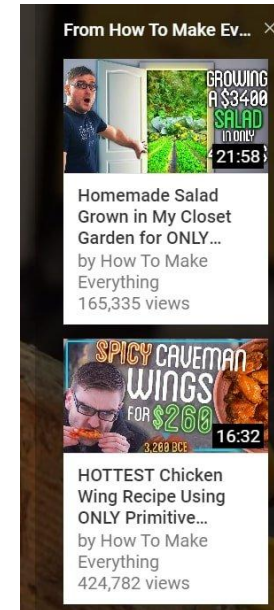 From How To Make Ev... ×
GROWING
A $3400
SALAD
IN ONLY
21:58
Homemade Salad
Grown in My Closet
Garden for ONLY...
by How To Make
Everything
165,335 views
SPICY CAVEMAN
WINGS
FOR $260
3,200 BCE
16:32
HOTTEST Chicken
Wing Recipe Using
ONLY Primitive...
by How To Make
Everything
424,782 views